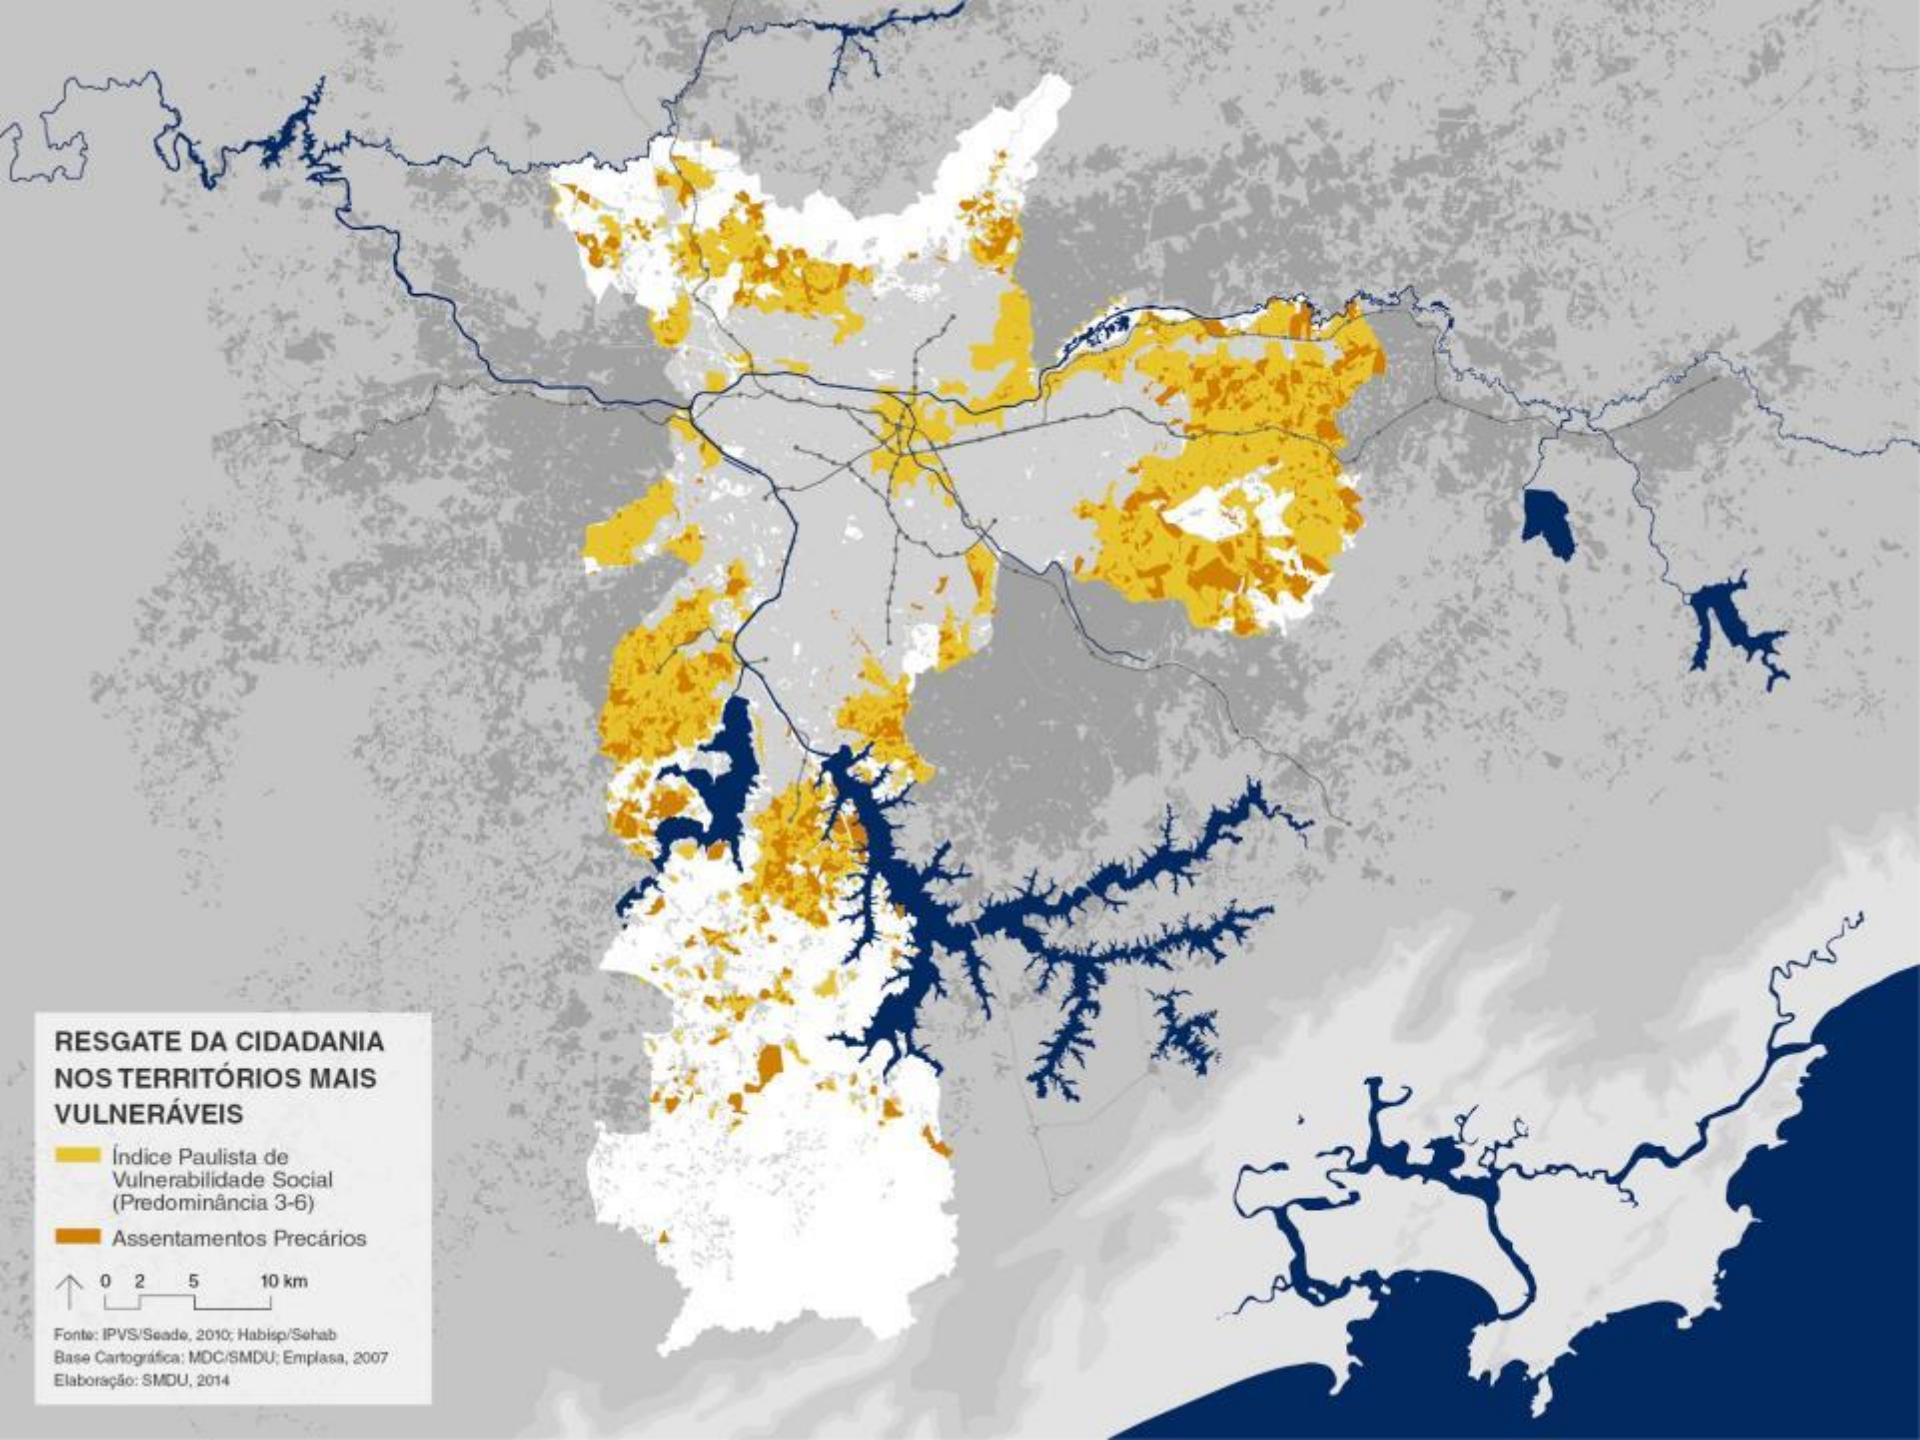 RESGATE DA CIDADANIA
NOS TERRITÓRIOS MAIS
VULNERÁVEIS
Índice Paulista de
Vulnerabilidade Social
(Predominância 3-6)
Assentamentos Precários
0 2 5 10 km
Fonte: IPVS/Seade, 2010; Habisp/Sehab
Base Cartográfica: MDC/SMDU; Emplasa, 2007
Elaboração: SMDU, 2014